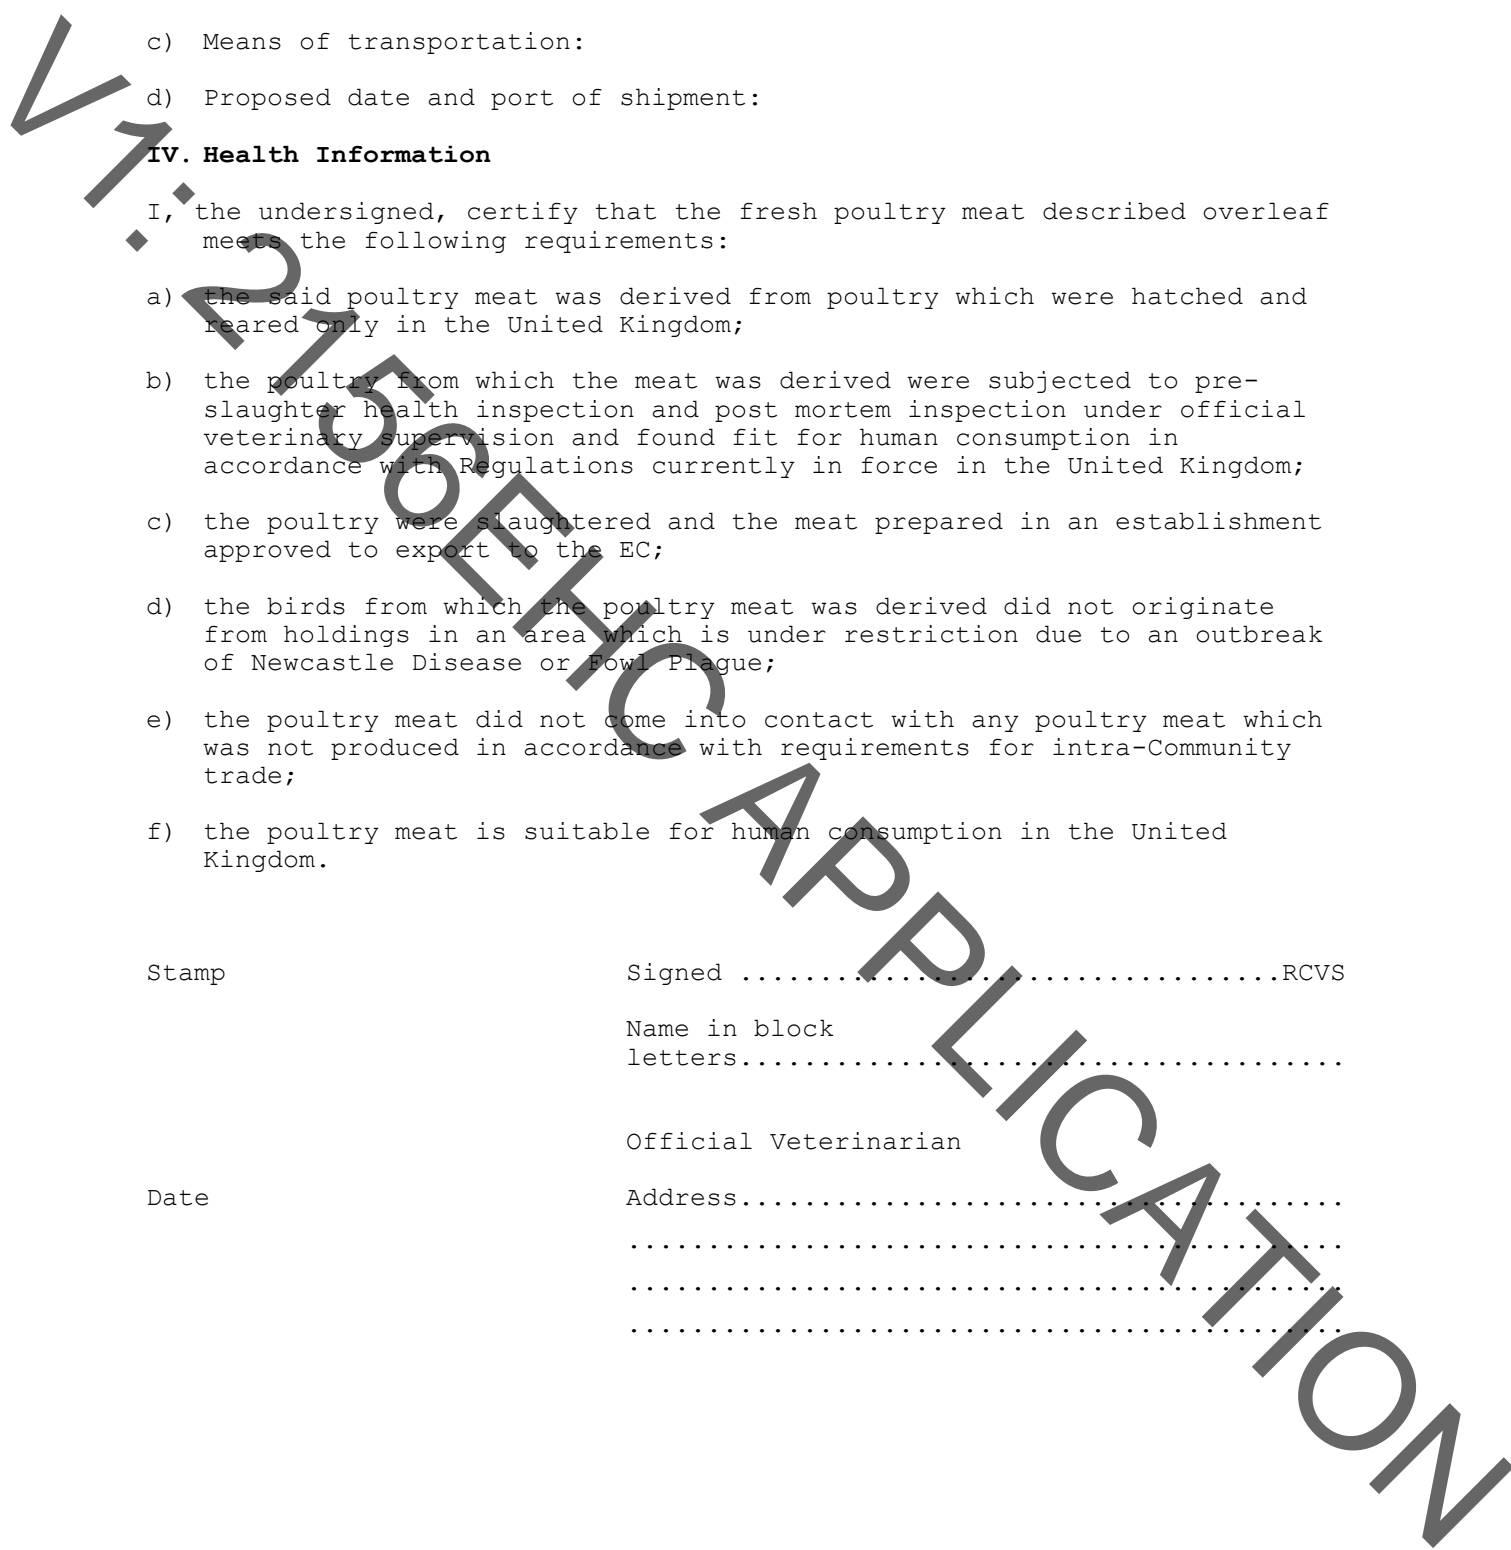 c) Means of transportation:
d) Proposed date and port of shipment:
IV. Health Information
I, the undersigned, certify that the fresh poultry meat described overleaf
meets the following requirements:
a) the said poultry meat was derived from poultry which were hatched and
reared only in the United Kingdom;
b) the poultry from which the meat was derived were subjected to pre-
slaughter health inspection and post mortem inspection under official
veterinary supervision and found fit for human consumption in
accordance with Regulations currently in force in the United Kingdom;
c) the poultry were slaughtered and the meat prepared in an establishment
approved to export to the EC;
d) the birds from which the poultry meat was derived did not originate
from holdings in an area which is under restriction due to an outbreak
of Newcastle Disease or Fowl Plague;
e) the poultry meat did not come into contact with any poultry meat which
was not produced in accordance with requirements for intra-Community
trade;
f) the poultry meat is suitable for human consumption in the United
Kingdom.
Stamp Signed ..................................RCVS
Name in block
letters......................................
Official Veterinarian
Date Address......................................
.............................................
.............................................
.............................................
V1: 2156EHC APPLICATION